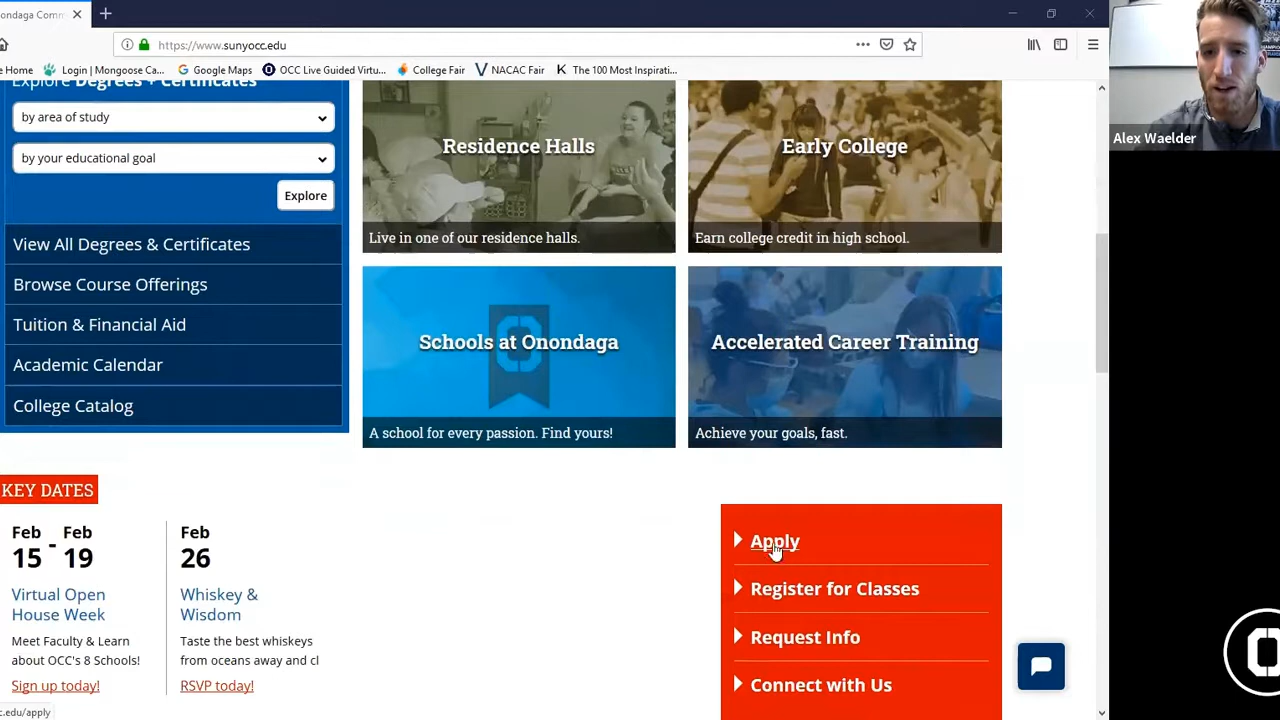 ondaga Comm
https://www.sunyocc.edu
e Home
Login | Mongoose Ca...
Google Maps
OCC Live Guided Virtu...
College Fair
NACAC Fair
The 100 Most Inspirati...
Alex Waelder
Explore Degrees + Certificates
by area of study
by your educational goal
Explore
View All Degrees & Certificates
Browse Course Offerings
Tuition & Financial Aid
Academic Calendar
College Catalog
Residence Halls
Live in one of our residence halls.
Early College
Earn college credit in high school.
Schools at Onondaga
A school for every passion. Find yours!
Accelerated Career Training
Achieve your goals, fast.
KEY DATES
Feb 15 - Feb 19
Virtual Open
House Week
Meet Faculty & Learn
about OCC's 8 Schools!
Sign up today!
Feb
26
Whiskey &
Wisdom
Taste the best whiskeys
from oceans away and cl
RSVP today!
Apply
Register for Classes
Request Info
Connect with Us
c.edu/apply